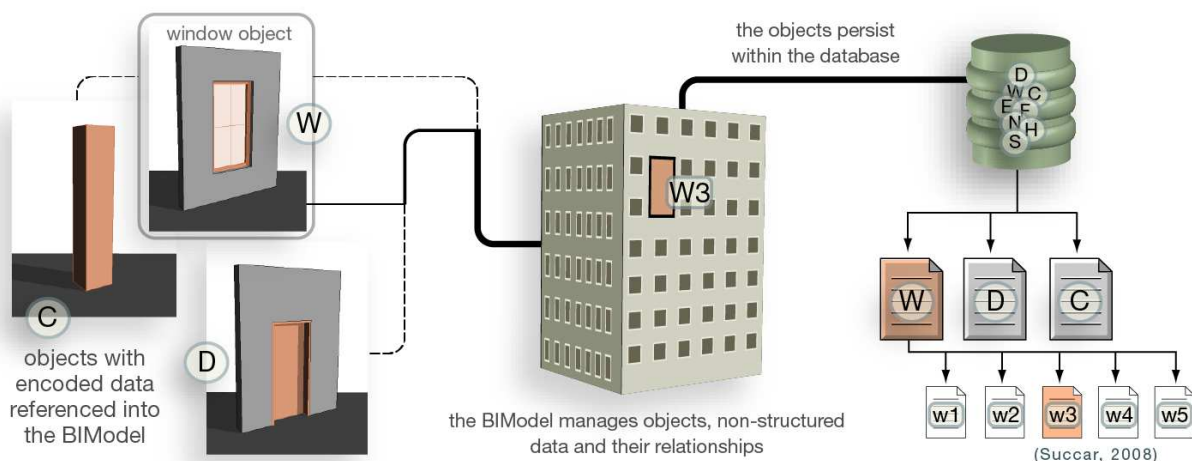 window object
W
C
D
objects with
encoded data
referenced into
the BIModel
W3
the BIModel manages objects, non-structured
data and their relationships
the objects persist
within the database
D
W C
E F
N H
S
W D C
w1 w2 w3 w4 w5
(Succar, 2008)